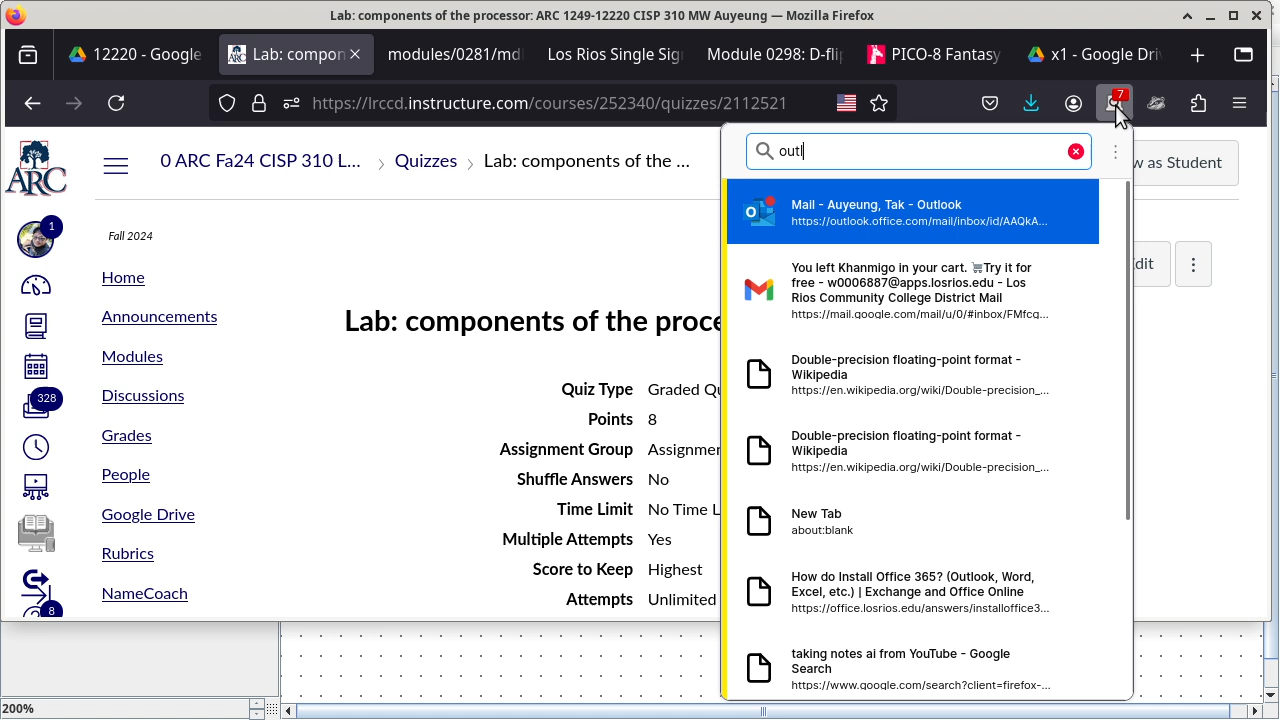 Lab: components of the processor: ARC 1249-12220 CISP 310 MW Auyeung — Mozilla Firefox
12220 - Google
Lab: compon
modules/0281/md
Los Rios Single Sig
Module 0298: D-flip
PICO-8 Fantasy
x1 - Google Driv
https://lrccd.instructure.com/courses/252340/quizzes/2112521
7
ARC
0 ARC Fa24 CISP 310 L...
Quizzes
Lab: components of the ...
w as Student
1
Fall 2024
Home
Announcements
Modules
Discussions
328
Grades
People
Google Drive
Rubrics
NameCoach
8
Edit
Lab: components of the proce
Quiz Type Graded Qu
Points 8
Assignment Group Assignmen
Shuffle Answers No
Time Limit No Time L
Multiple Attempts Yes
Score to Keep Highest
Attempts Unlimited
outl
Mail - Auyeung, Tak - Outlook
https://outlook.office.com/mail/inbox/id/AAQkA...
You left Khanmigo in your cart. 🛒Try it for
free - w0006887@apps.losrios.edu - Los
Rios Community College District Mail
https://mail.google.com/mail/u/0/#inbox/FMfcg...
Double-precision floating-point format -
Wikipedia
https://en.wikipedia.org/wiki/Double-precision_...
Double-precision floating-point format -
Wikipedia
https://en.wikipedia.org/wiki/Double-precision_...
New Tab
about:blank
How do Install Office 365? (Outlook, Word,
Excel, etc.) | Exchange and Office Online
https://office.losrios.edu/answers/installoffice3...
taking notes ai from YouTube - Google
Search
https://www.google.com/search?client=firefox-...
200%